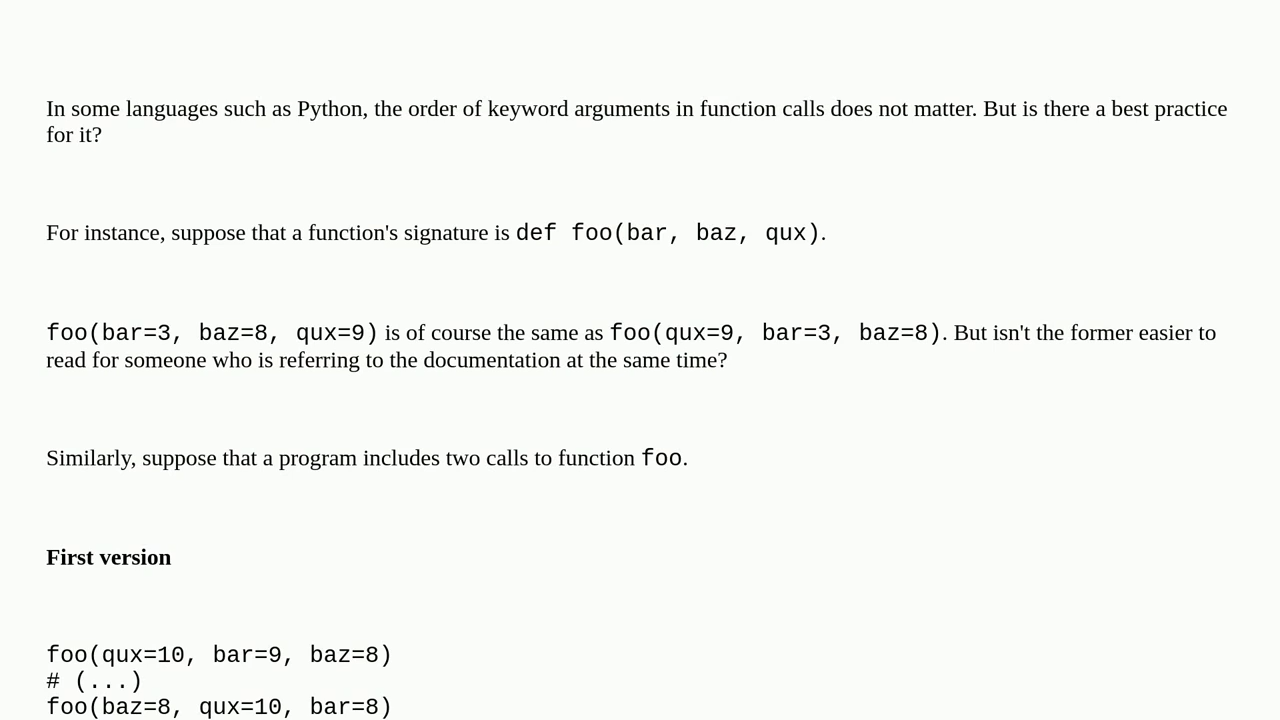 In some languages such as Python, the order of keyword arguments in function calls does not matter. But is there a best practice
for it?
For instance, suppose that a function's signature is def foo(bar, baz, qux).
foo(bar=3, baz=8, qux=9) is of course the same as foo(qux=9, bar=3, baz=8). But isn't the former easier to
read for someone who is referring to the documentation at the same time?
Similarly, suppose that a program includes two calls to function foo.
First version
foo(qux=10, bar=9, baz=8)
# (...)
foo(baz=8, qux=10, bar=8)